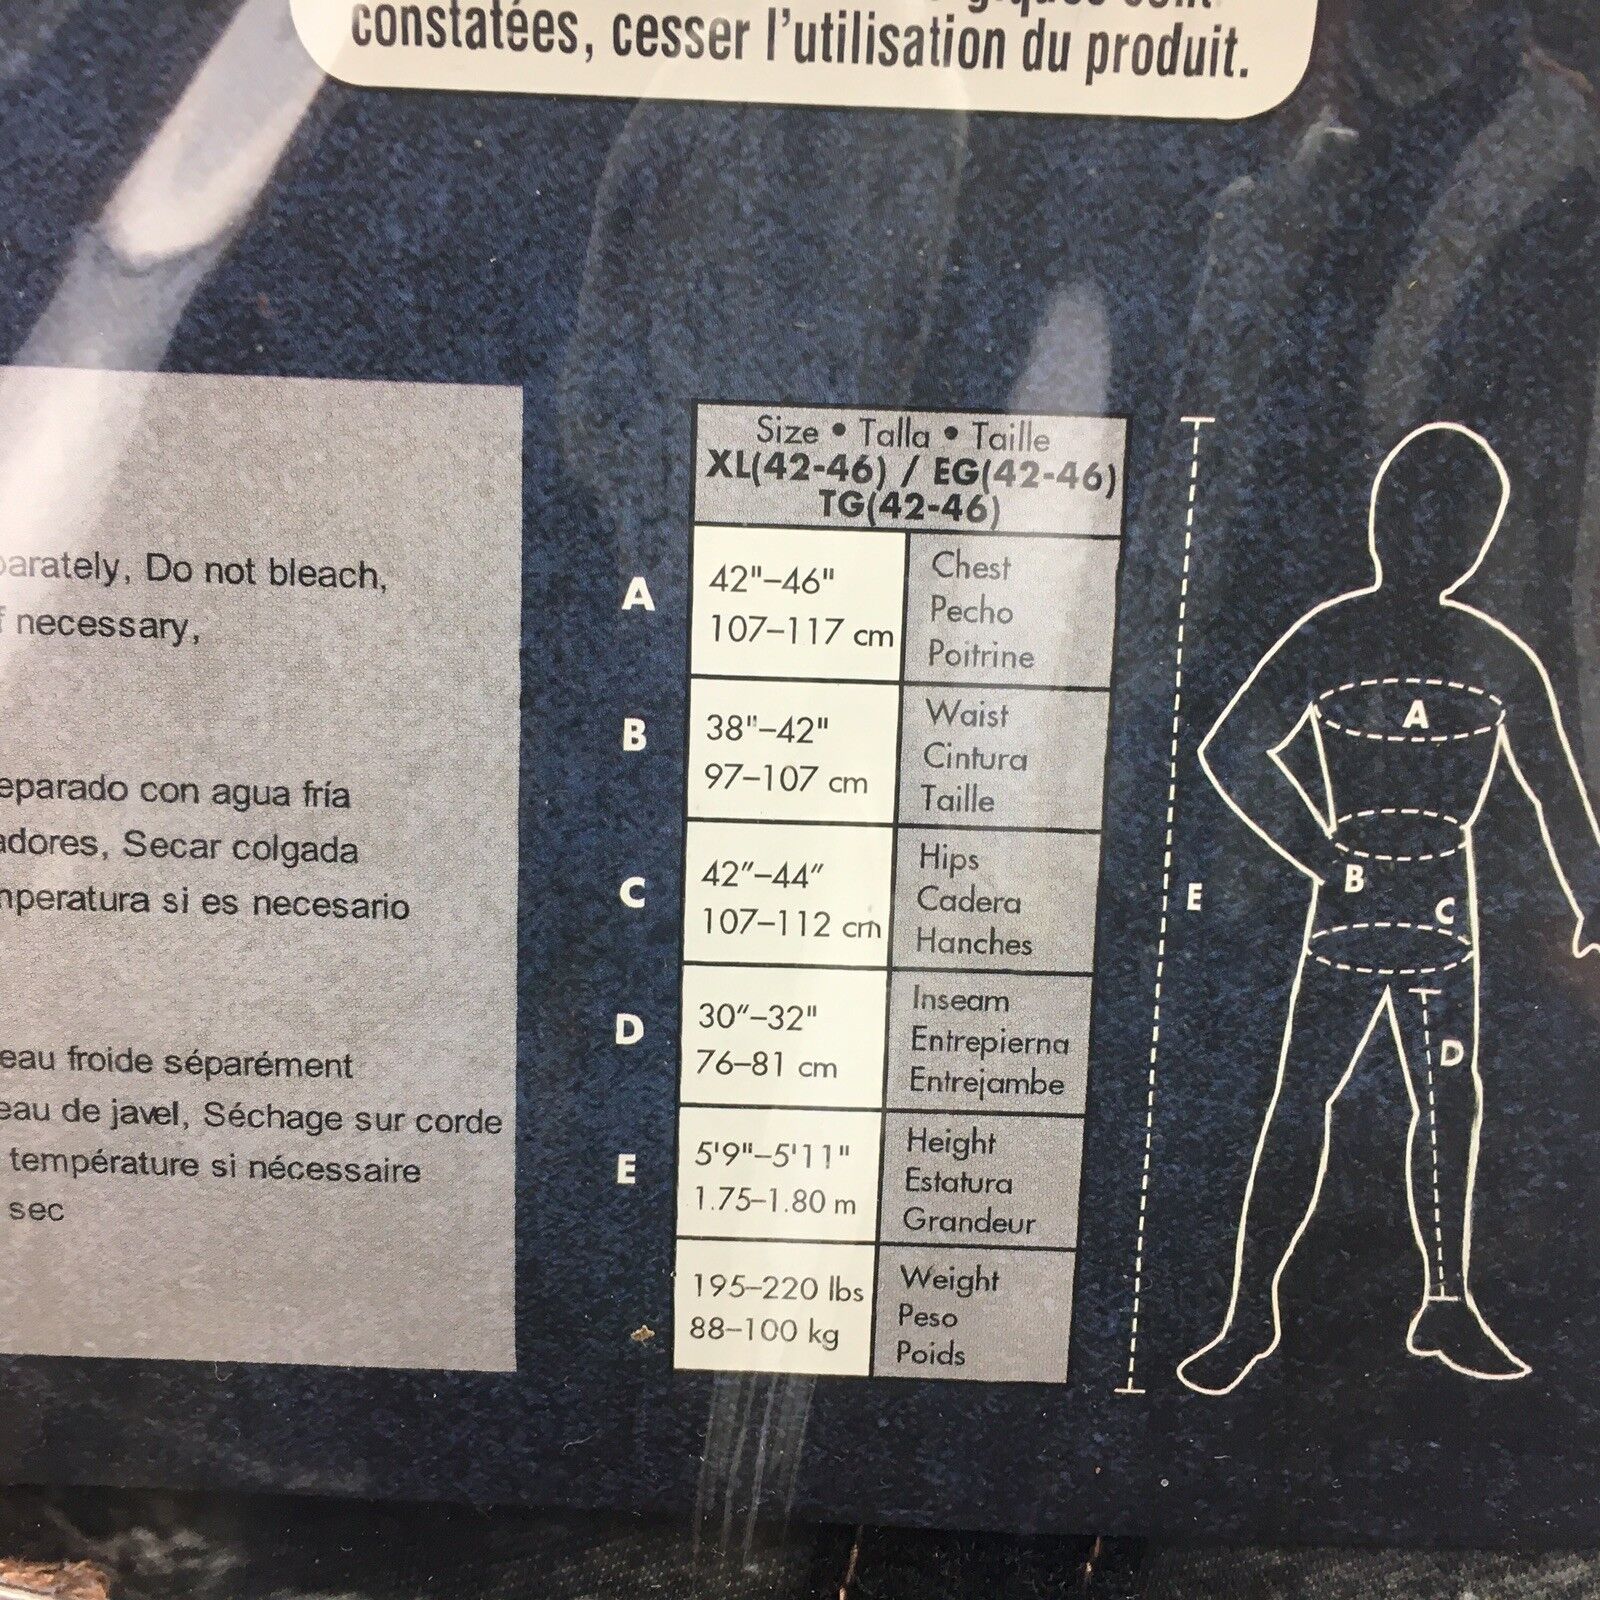 constatées, cesser l'utilisation du produit.
Do not bleach,
necessary,
con agua fría
Secar colgada
si es necesario
eau froide séparément
eau de javel, Séchage sur corde
température si nécessaire
sec
Size • Talla • Taille
XL(42-46) / EG(42-46)
TG(42-46)
A
42"–46"
107–117 cm
Chest
Pecho
Poitrine
B
38"–42"
97–107 cm
Waist
Cintura
Taille
C
42"–44"
107–112 cm
Hips
Cadera
Hanches
D
30"–32"
76–81 cm
Inseam
Entrepierna
Entrejambe
E
5'9"–5'11"
1.75–1.80 m
Height
Estatura
Grandeur
195–220 lbs
88–100 kg
Weight
Peso
Poids
A
B
C
D
E